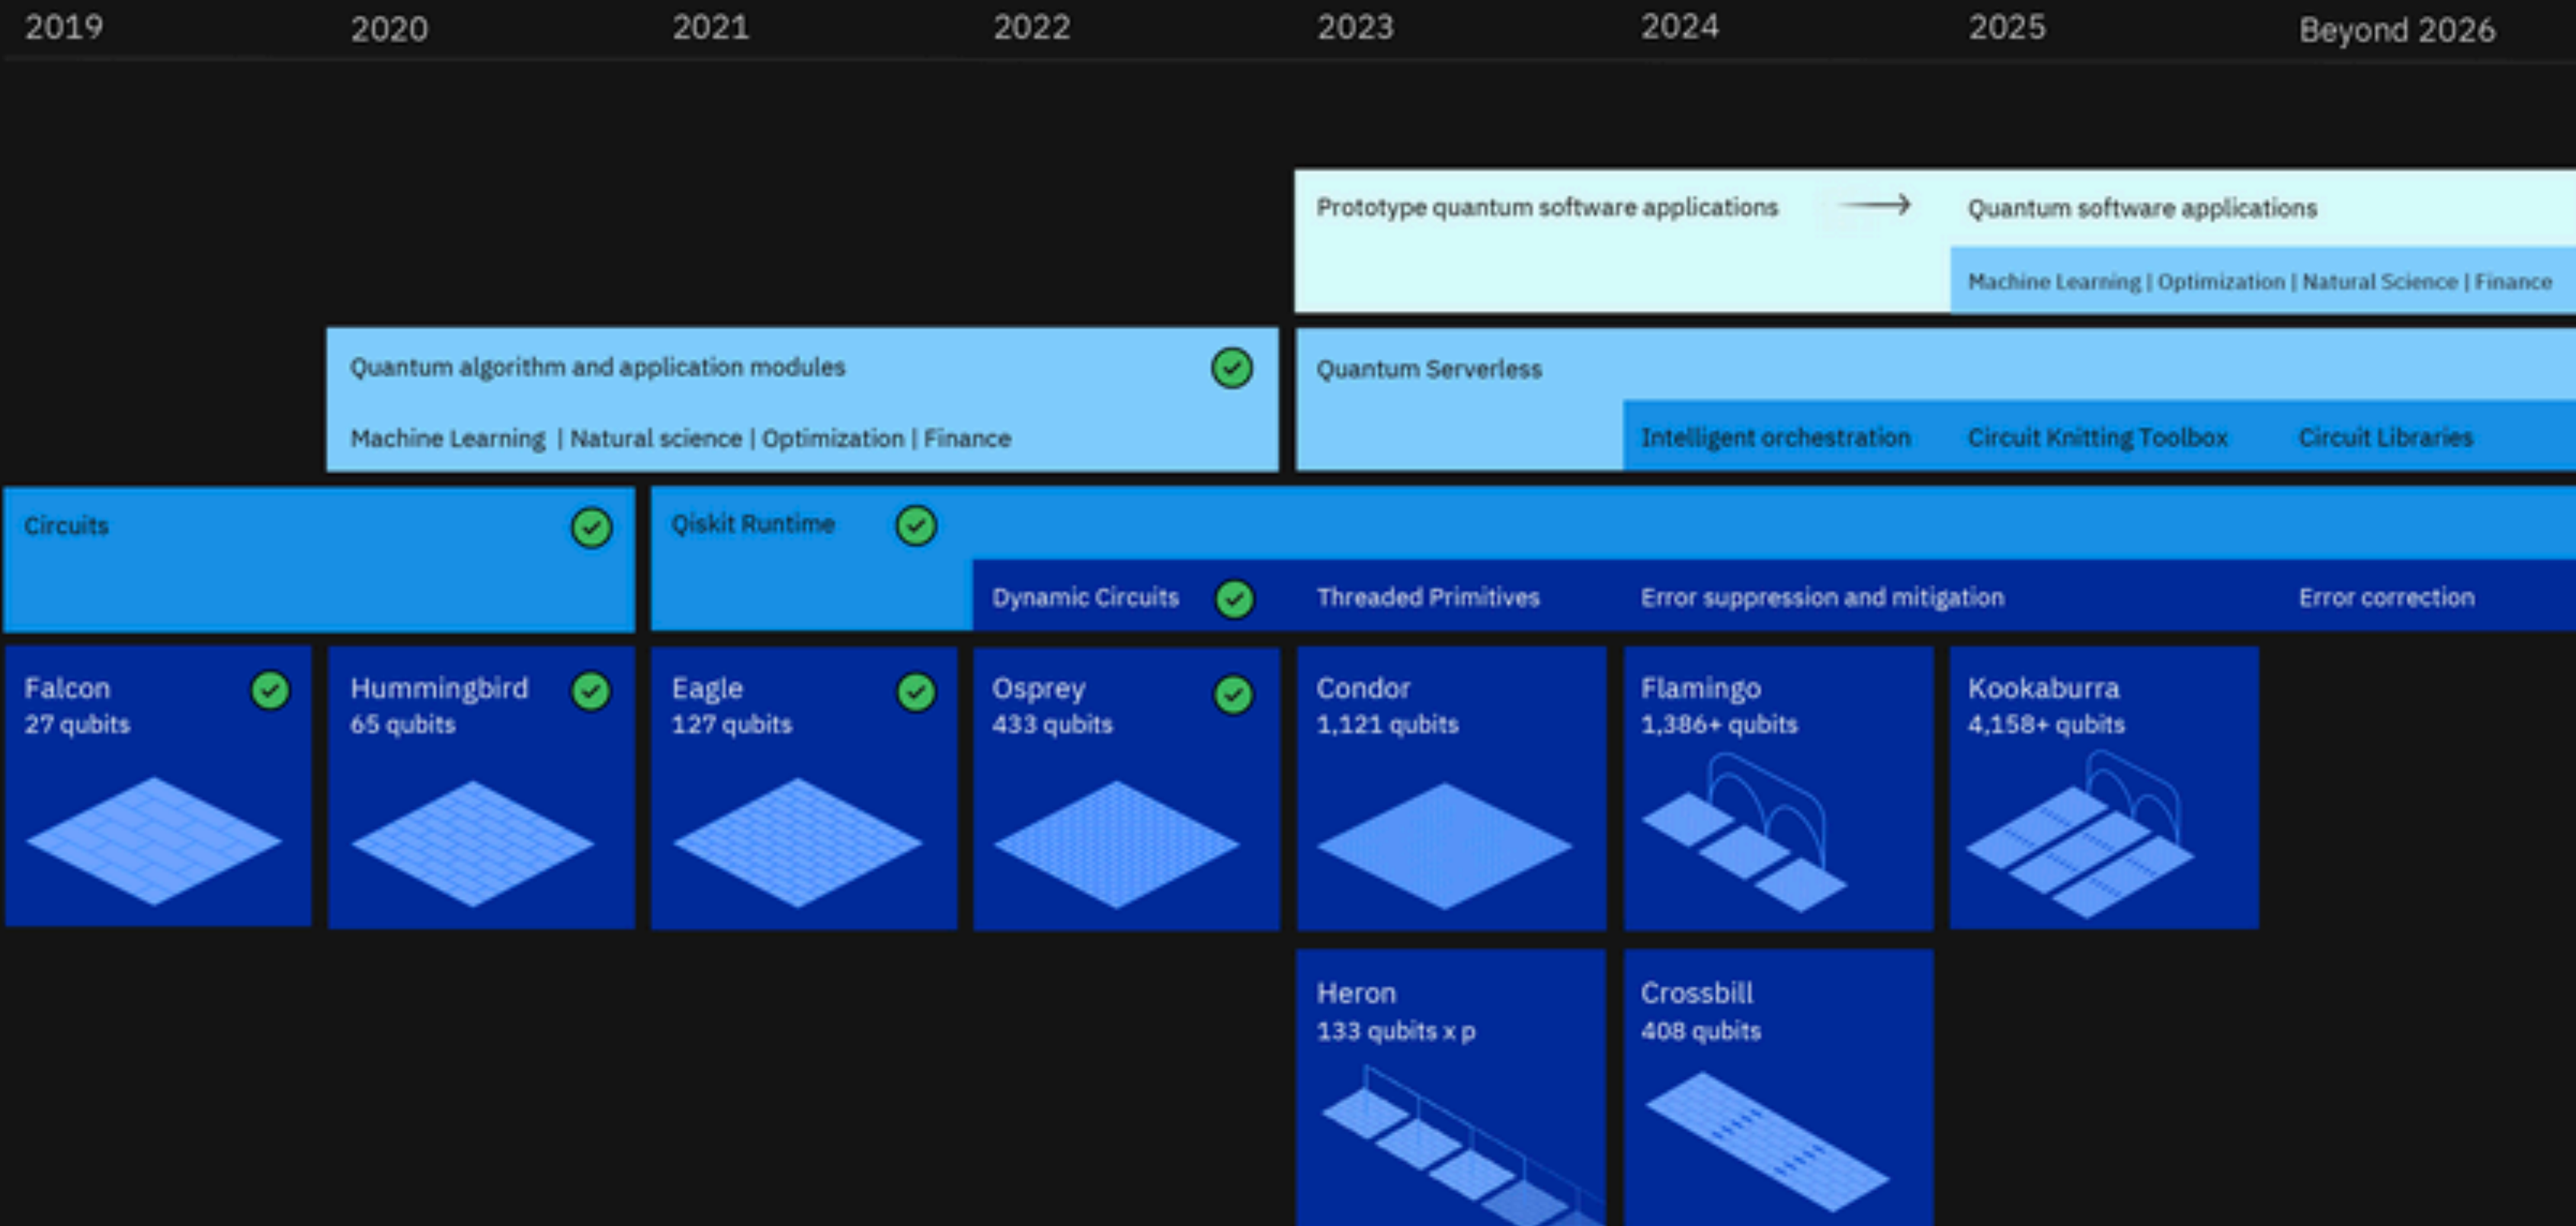 2019 2020 2021 2022 2023 2024 2025 Beyond 2026
Prototype quantum software applications → Quantum software applications
Machine Learning | Optimization | Natural Science | Finance
Quantum algorithm and application modules
Machine Learning | Natural science | Optimization | Finance
Quantum Serverless
Intelligent orchestration Circuit Knitting Toolbox Circuit Libraries
Circuits
Qiskit Runtime
Dynamic Circuits Threaded Primitives Error suppression and mitigation Error correction
Falcon
27 qubits
Hummingbird
65 qubits
Eagle
127 qubits
Osprey
433 qubits
Condor
1,121 qubits
Flamingo
1,386+ qubits
Kookaburra
4,158+ qubits
Heron
133 qubits x p
Crossbill
408 qubits